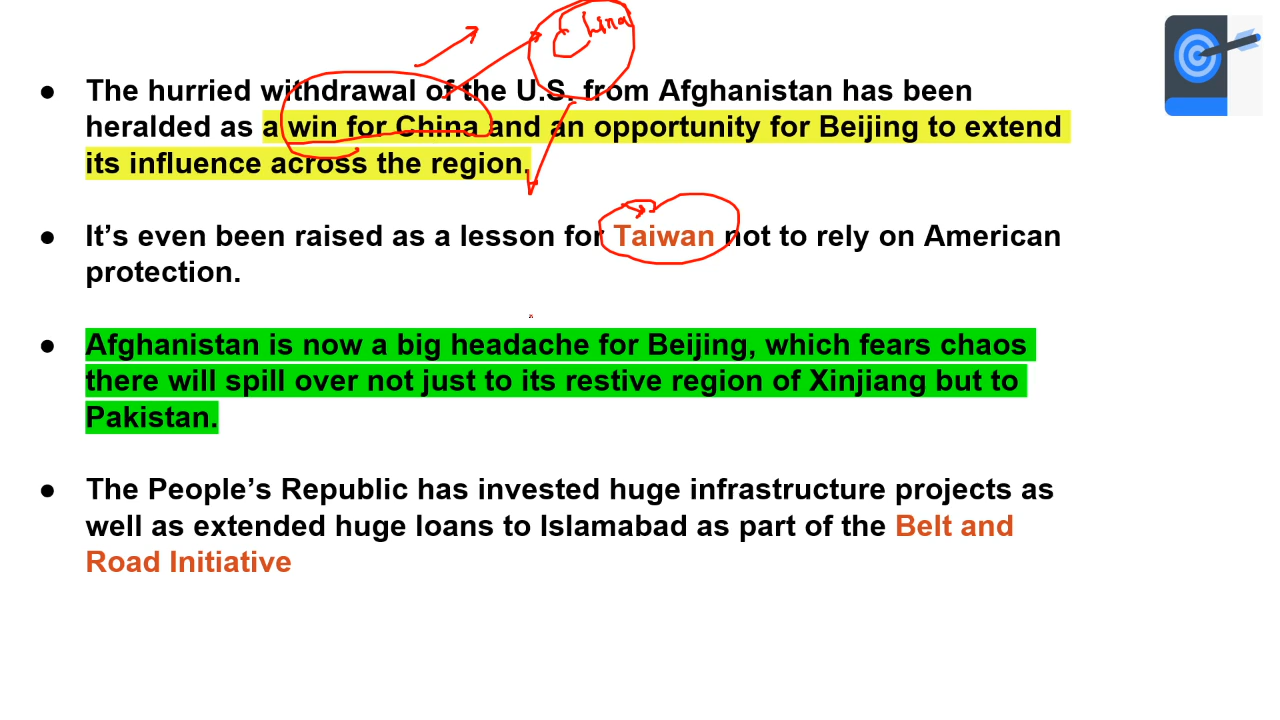 China
● The hurried withdrawal of the U.S. from Afghanistan has been
heralded as a win for China and an opportunity for Beijing to extend
its influence across the region.
● It’s even been raised as a lesson for Taiwan not to rely on American
protection.
● Afghanistan is now a big headache for Beijing, which fears chaos
there will spill over not just to its restive region of Xinjiang but to
Pakistan.
● The People’s Republic has invested huge infrastructure projects as
well as extended huge loans to Islamabad as part of the Belt and
Road Initiative